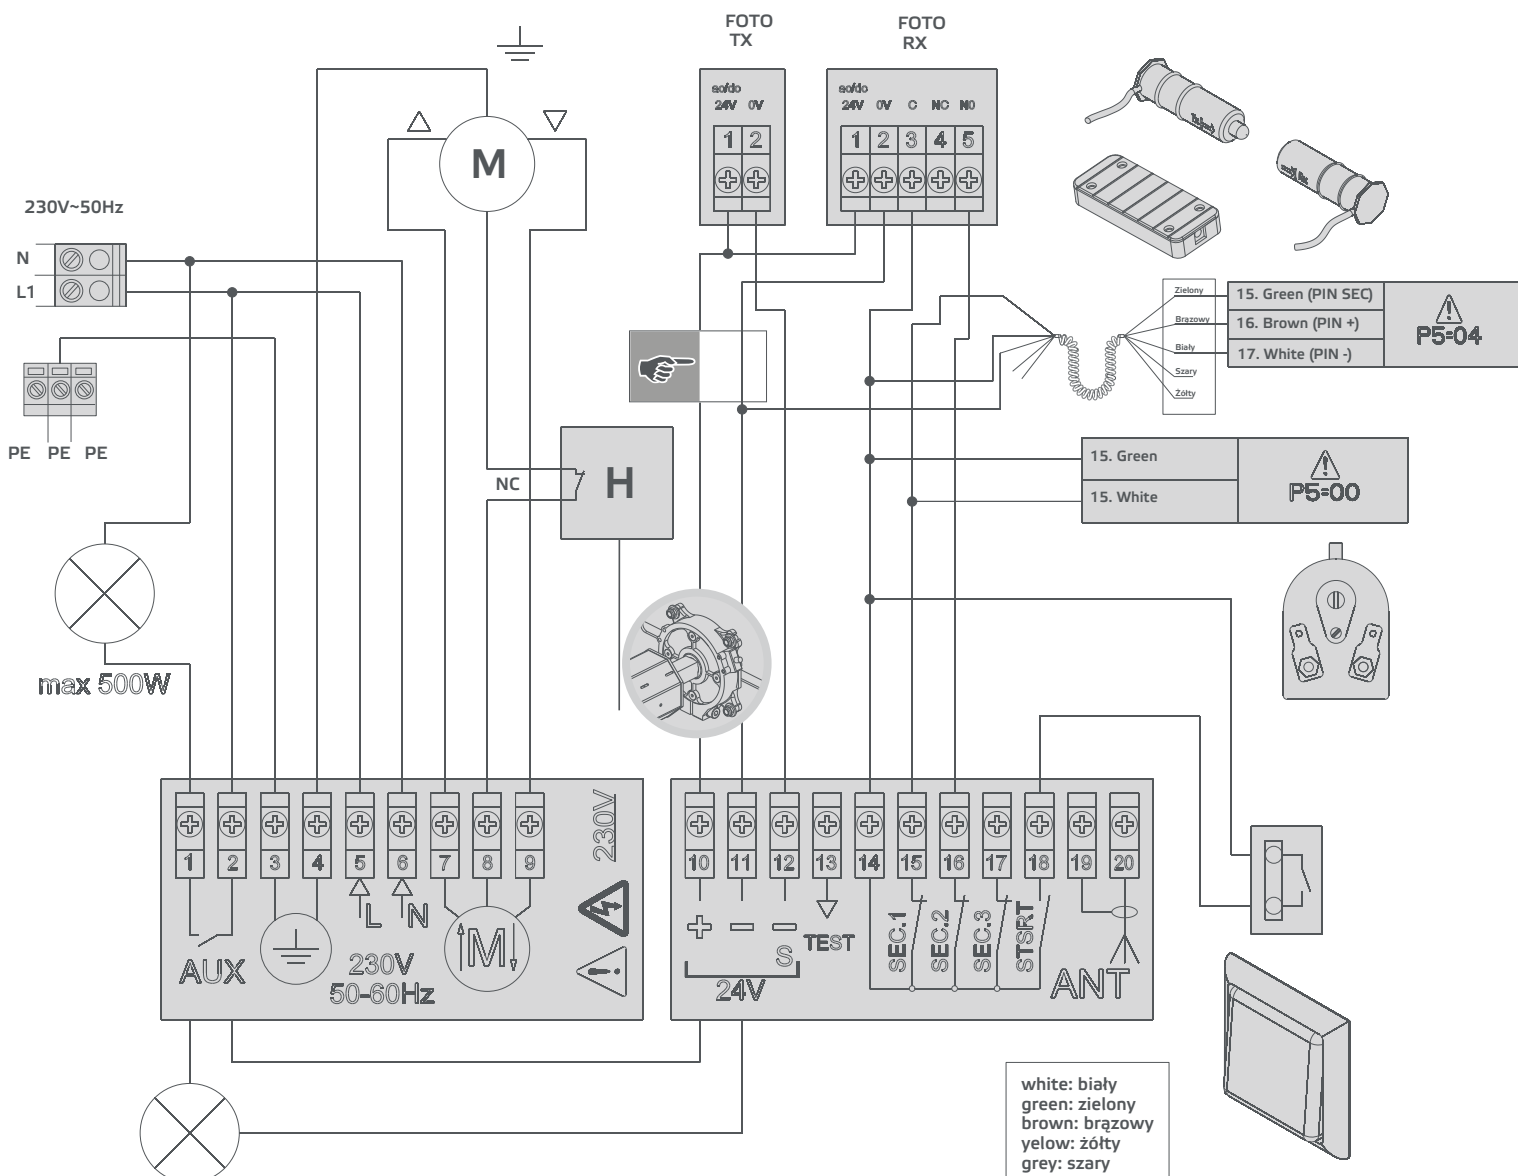 FOTO
TX
FOTO
RX
ac/dc
24V 0V
1 2
ac/dc
24V 0V C NC NO
1 2 3 4 5
M
230V~50Hz
N
L1
PE PE PE
Zielony
Brązowy
Biały
Szary
Żółty
15. Green (PIN SEC)
16. Brown (PIN +)
17. White (PIN -)
P5=04
NC
H
15. Green
15. White
P5=00
max 500W
1 2 3 4 5 6 7 8 9
230V
L N
M
AUX
230V
50-60Hz
10 11 12 13 14 15 16 17 18 19 20
+ - -
S
24V
TEST
SEC.1
SEC.2
SEC.3
STSRT
ANT
white: biały
green: zielony
brown: brązowy
yelow: żółty
grey: szary